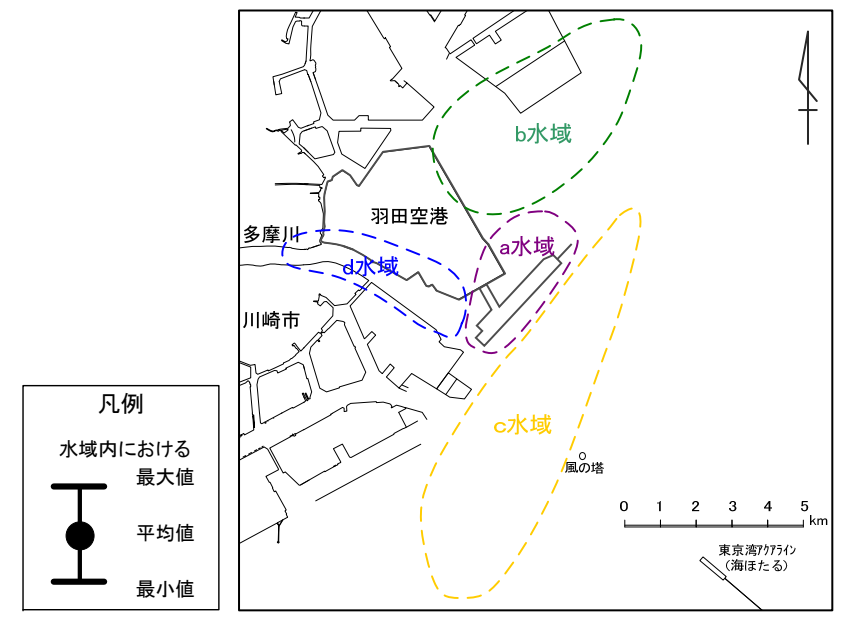 b水域
羽田空港
多摩川
a水域
d水域
川崎市
c水域
風の塔
0 1 2 3 4 5
km
東京湾ｱｸｱﾗｲﾝ
(海ほたる)
凡例
水域内における
最大値
平均値
最小値